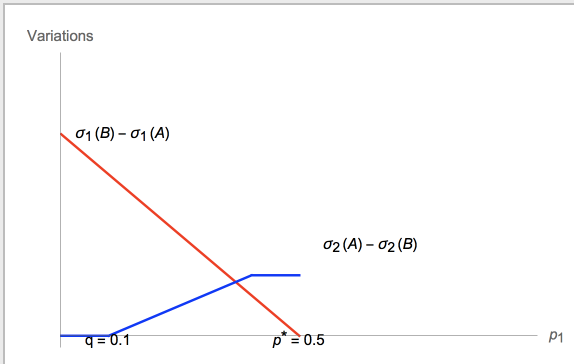 Variations
σ1(B) – σ1(A)
σ2(A) – σ2(B)
q = 0.1
p* = 0.5
p1